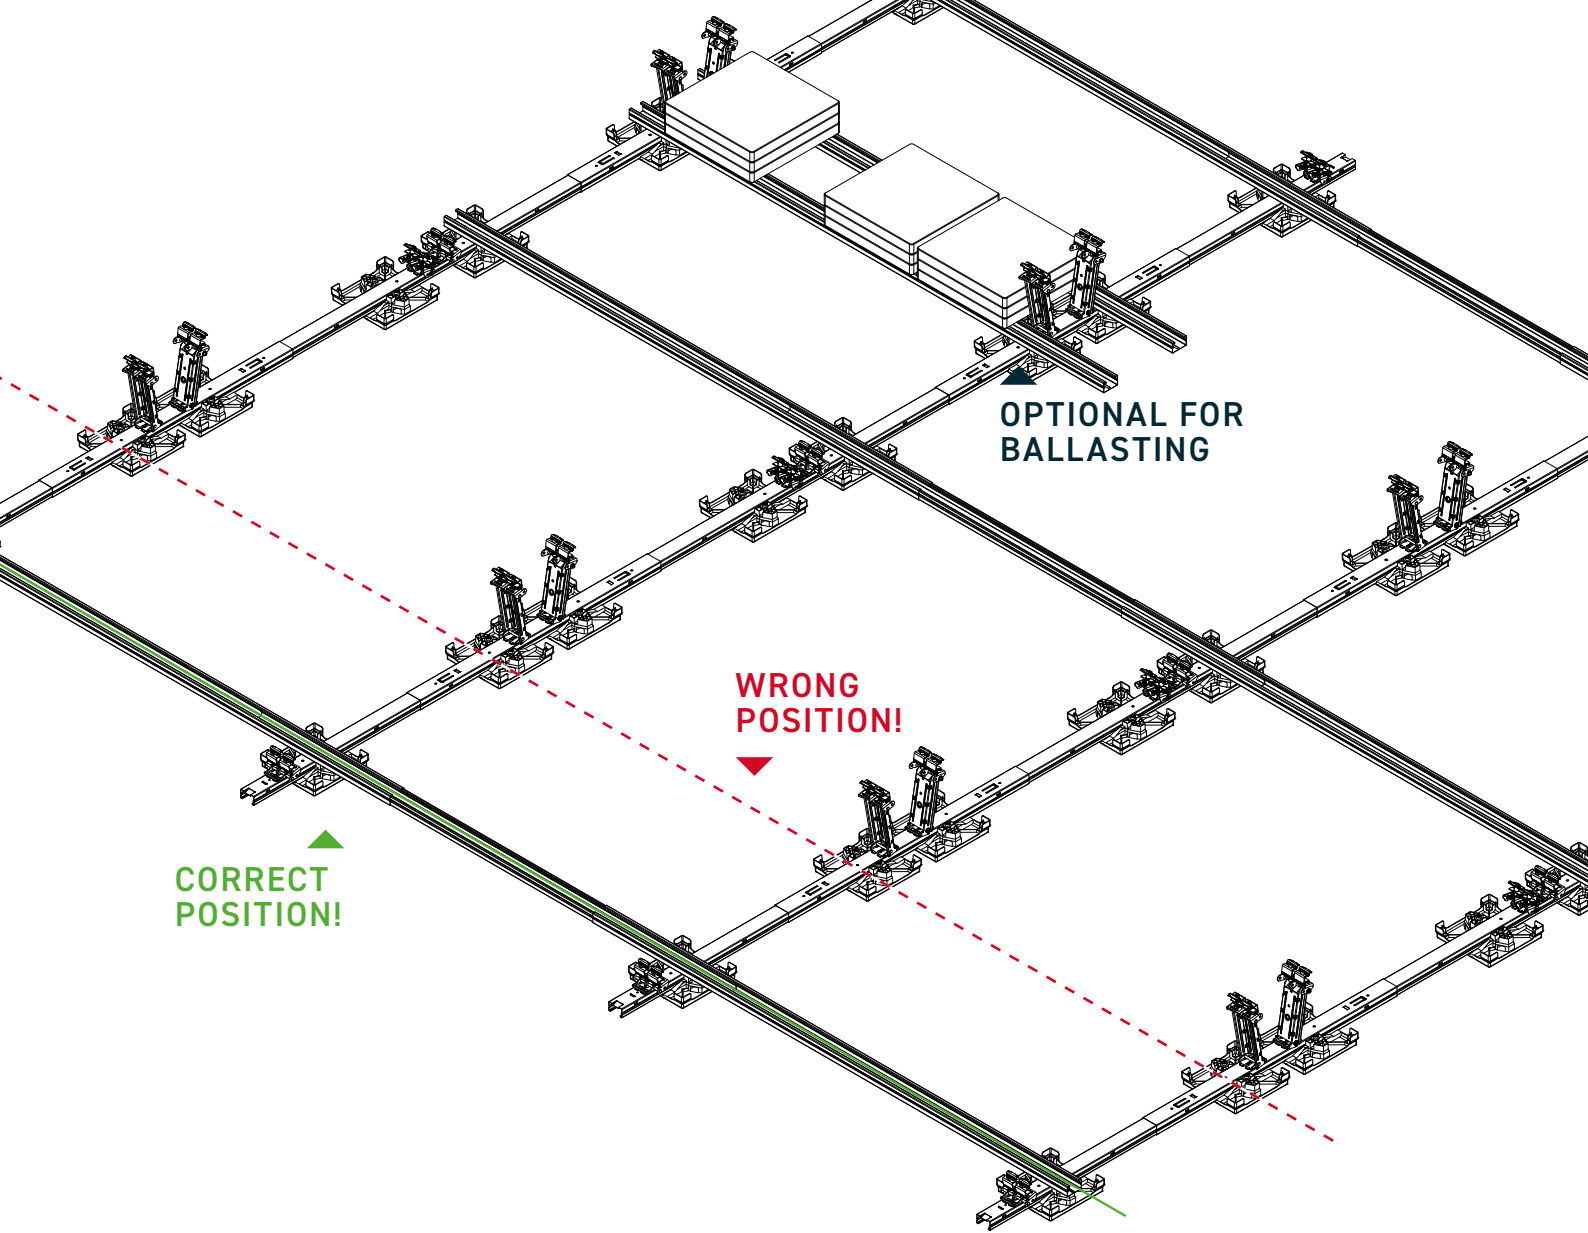 OPTIONAL FOR
BALLASTING
WRONG
POSITION!
CORRECT
POSITION!